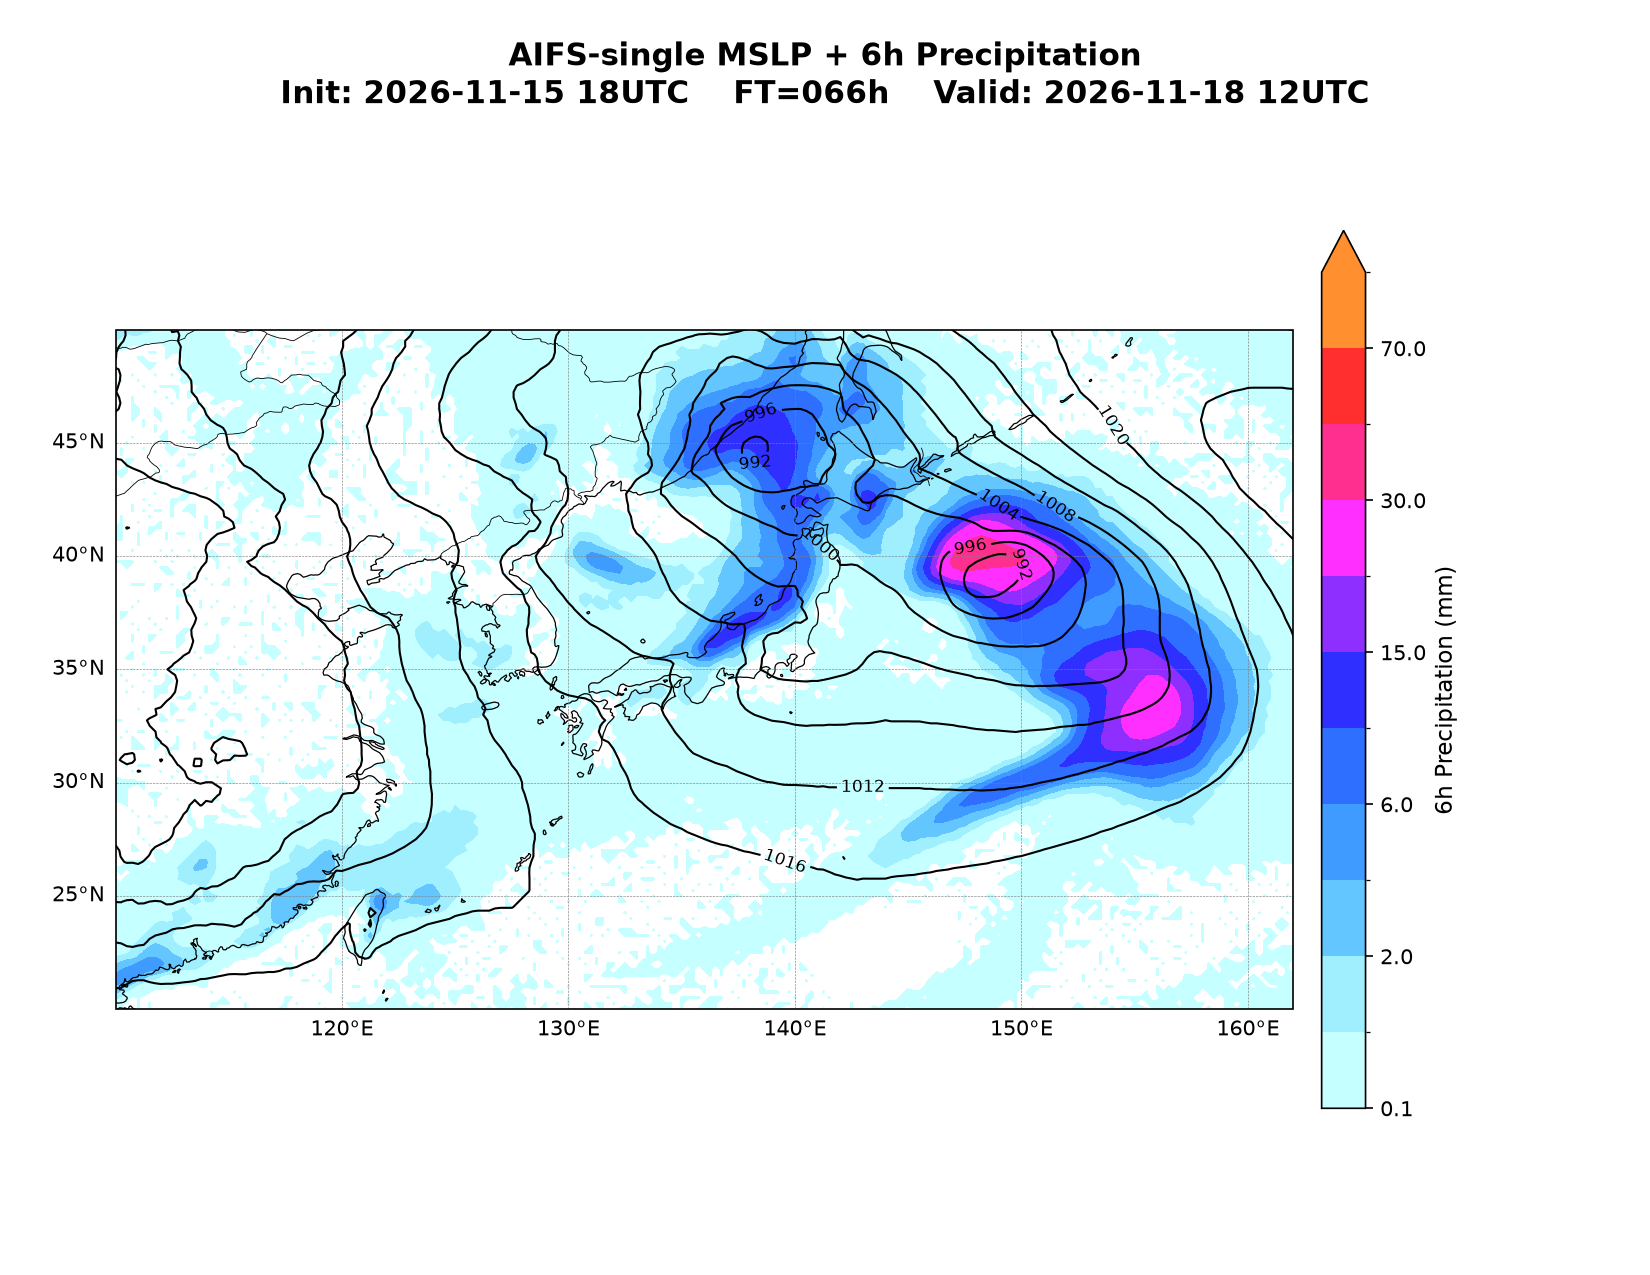 AIFS-single MSLP + 6h Precipitation
Init: 2026-11-15 18UTC    FT=066h    Valid: 2026-11-18 12UTC
70.0
30.0
15.0
6.0
2.0
0.1
6h Precipitation (mm)
45°N
40°N
35°N
30°N
25°N
120°E
130°E
140°E
150°E
160°E
996
992
1020
1004
1008
1000
996
992
1012
1016